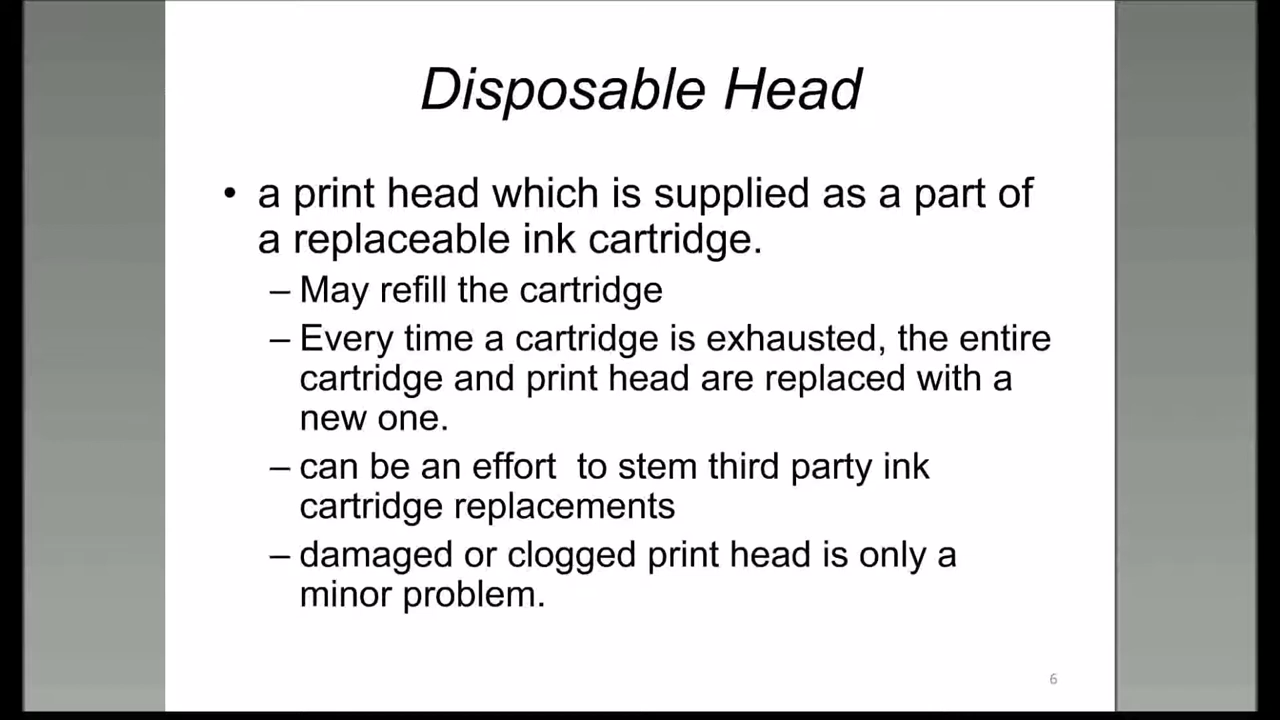 Disposable Head
• a print head which is supplied as a part of
a replaceable ink cartridge.
– May refill the cartridge
– Every time a cartridge is exhausted, the entire
cartridge and print head are replaced with a
new one.
– can be an effort  to stem third party ink
cartridge replacements
– damaged or clogged print head is only a
minor problem.
6